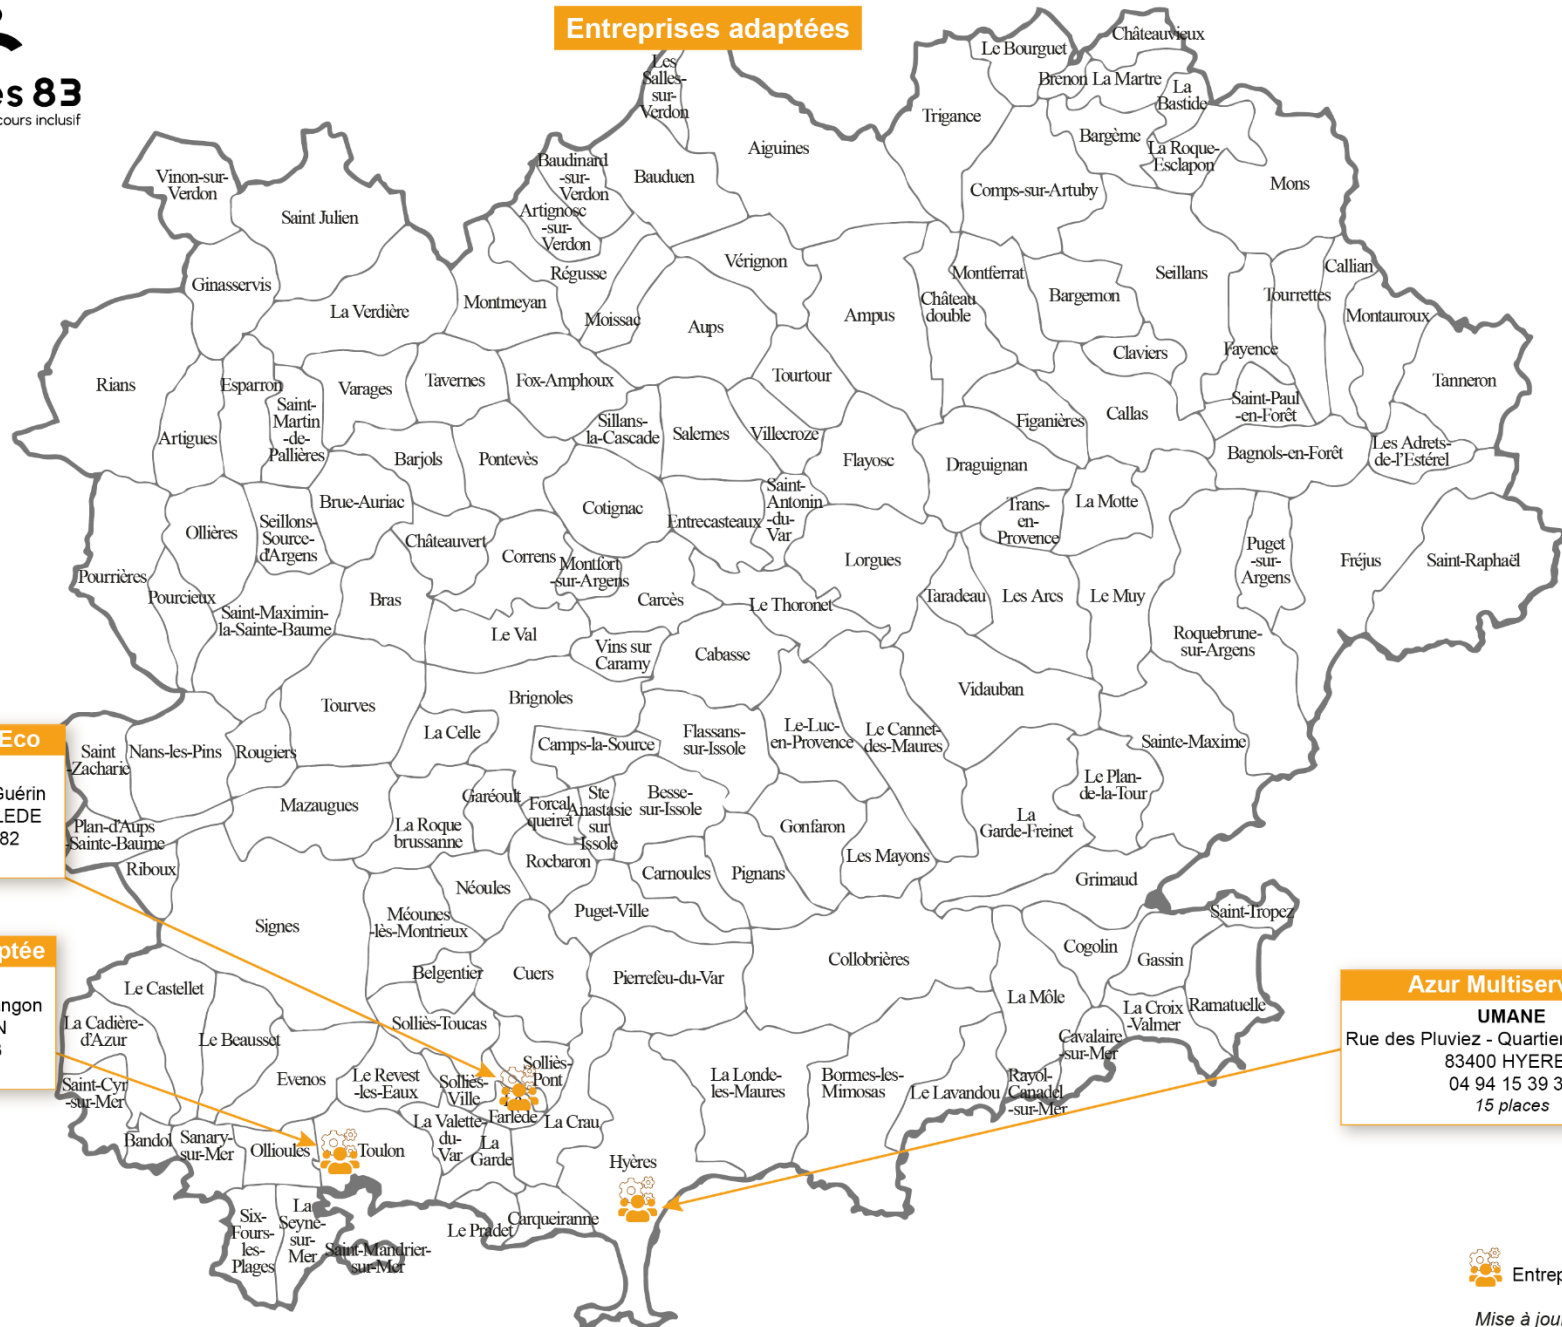 Entreprises adaptées
es 83
cours inclusif
Les
Salles-
sur-
Verdon
Le Bourguet
Châteauvieux
Brenon
La Martre
La
Bastide
Trigance
Bargème
La Roque-
Esclapon
Aiguines
Comps-sur-Artuby
Mons
Vinon-sur-
Verdon
Saint Julien
Baudinard
-sur-
Verdon
Bauduen
Artignosc
-sur-
Verdon
Régusse
Vérignon
Ginasservis
La Verdière
Montmeyan
Moissac
Aups
Ampus
Château
double
Montferrat
Bargemon
Seillans
Callian
Tourrettes
Montauroux
Claviers
Fayence
Tanneron
Rians
Esparron
Saint-
Martin
-de-
Pallières
Varages
Tavernes
Fox-Amphoux
Tourtour
Artigues
Sillans-
la-Cascade
Salernes
Villecroze
Figanières
Callas
Saint-Paul
-en-Forêt
Bagnols-en-Forêt
Les Adrets-
de-l'Estérel
Barjols
Pontevès
Flayosc
Draguignan
Ollières
Seillons-
Source-
d'Argens
Brue-Auriac
Châteauvert
Cotignac
Entrecasteaux
Saint-
Antonin
-du-
Var
Trans-
en-
Provence
La Motte
Correns
Montfort
-sur-Argens
Lorgues
Puget
-sur-
Argens
Fréjus
Saint-Raphaël
Pourrières
Pourcieux
Saint-Maximin-
la-Sainte-Baume
Bras
Le Val
Carcès
Le Thoronet
Taradeau
Les Arcs
Le Muy
Roquebrune-
sur-Argens
Vins sur
Caramy
Cabasse
Tourves
Brignoles
Vidauban
La Celle
Camps-la-Source
Flassans-
sur-Issole
Le-Luc-
en-Provence
Le Cannet-
des-Maures
Sainte-Maxime
Eco
Guérin
LEDE
82
Saint
-Zacharie
Nans-les-Pins
Rougiers
Mazaugues
Plan-d'Aups
-Sainte-Baume
Riboux
La Roque
brussanne
Garéoult
Forcal
queiret
Ste
Anastasie
sur
Issole
Besse-
sur-Issole
Gonfaron
Le Plan-
de-la-Tour
La
Garde-Freinet
Les Mayons
Rocbaron
Néoules
Carnoules
Pignans
Grimaud
Signes
Méounes
-lès-Montrieux
Puget-Ville
Saint-Tropez
Cogolin
Gassin
Belgentier
Cuers
Pierrefeu-du-Var
Collobrières
ptée
angon
N
Le Castellet
La Cadière-
d'Azur
Le Beausset
Solliès-Toucas
La Môle
La Croix
-Valmer
Ramatuelle
Cavalaire
-sur-Mer
Azur Multiserv
UMANE
Rue des Pluviez - Quartier
83400 HYERE
04 94 15 39 3
15 places
Saint-Cyr
-sur-Mer
Evenos
Le Revest
-les-Eaux
Solliès-
Ville
Solliès-
Pont
Farlède
La Crau
La Londe-
les-Maures
Bormes-les-
Mimosas
Le Lavandou
Rayol-
Canadel
-sur-Mer
Bandol
Sanary-
sur-Mer
Ollioules
Toulon
La Valette-
du-
Var
La
Garde
Hyères
Six-
Fours-
les-
Plages
La
Seyne-
sur-
Mer
Saint-Mandrier-
sur-Mer
Le Pradet
Carqueiranne
Entrep
Mise à jour